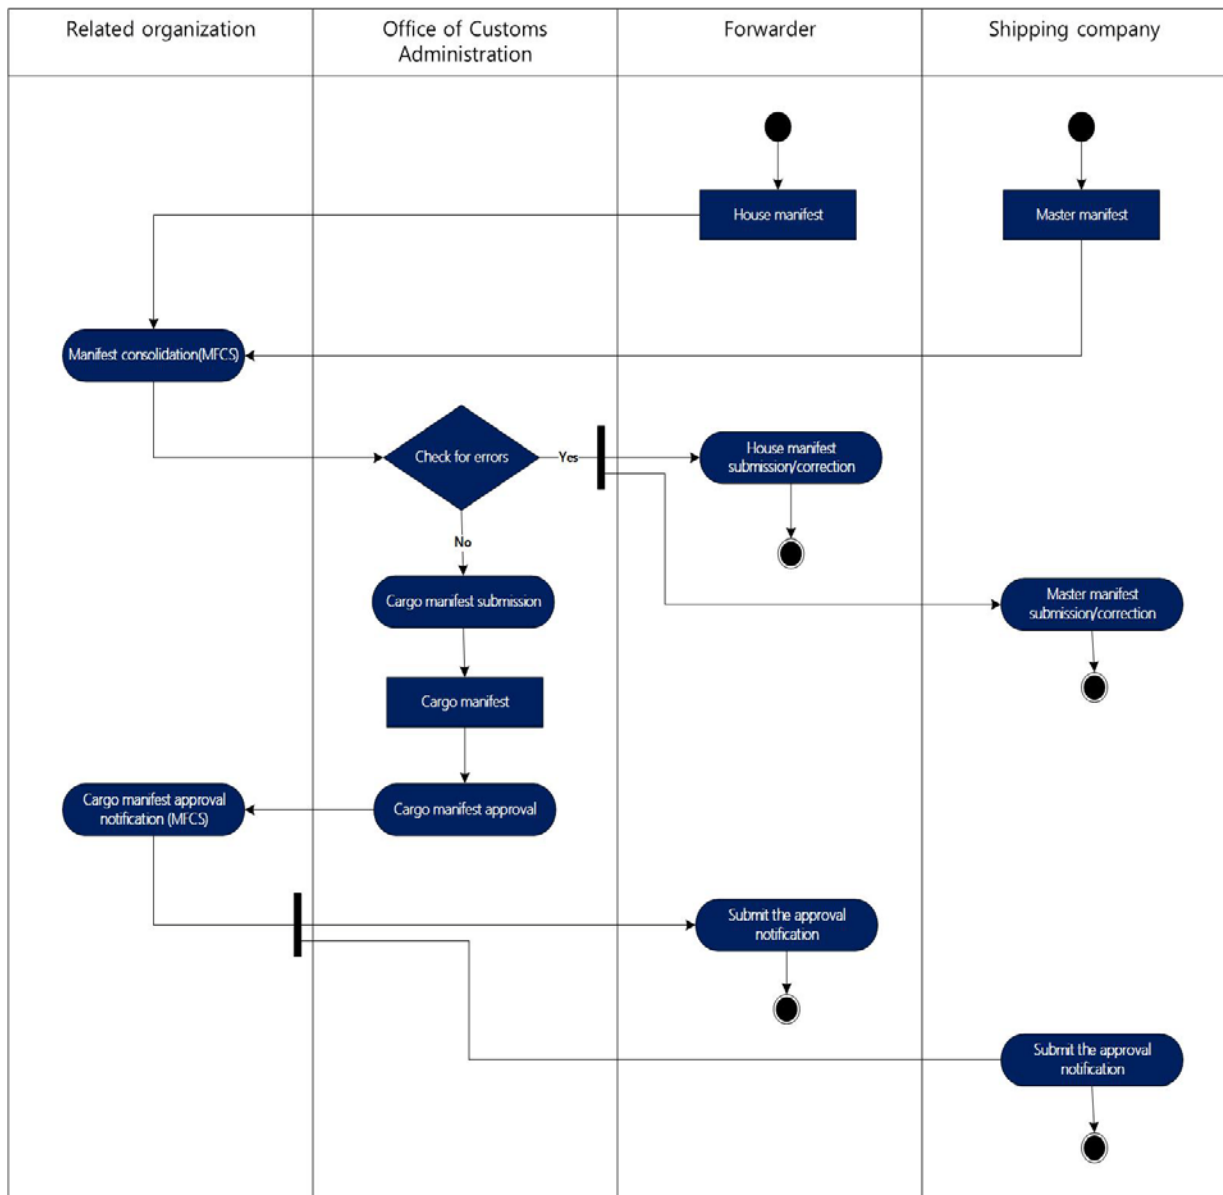 Related organization
Office of Customs
Administration
Forwarder
Shipping company
House manifest
Master manifest
Manifest consolidation(MFCS)
Check for errors
Yes
House manifest
submission/correction
No
Cargo manifest submission
Master manifest
submission/correction
Cargo manifest
Cargo manifest approval
notification (MFCS)
Cargo manifest approval
Submit the approval
notification
Submit the approval
notification